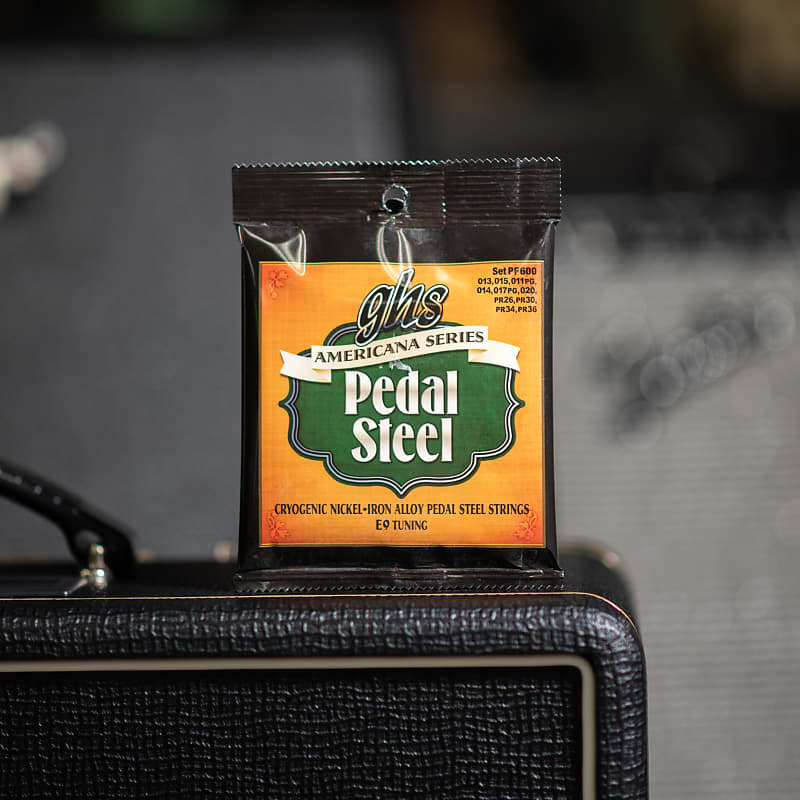 Set PF600
013,015,011PG,
014,017PG,020,
PR26,PR30,
PR34,PR36
ghs
AMERICANA SERIES
Pedal
Steel
CRYOGENIC NICKEL-IRON ALLOY PEDAL STEEL STRINGS
E9 TUNING